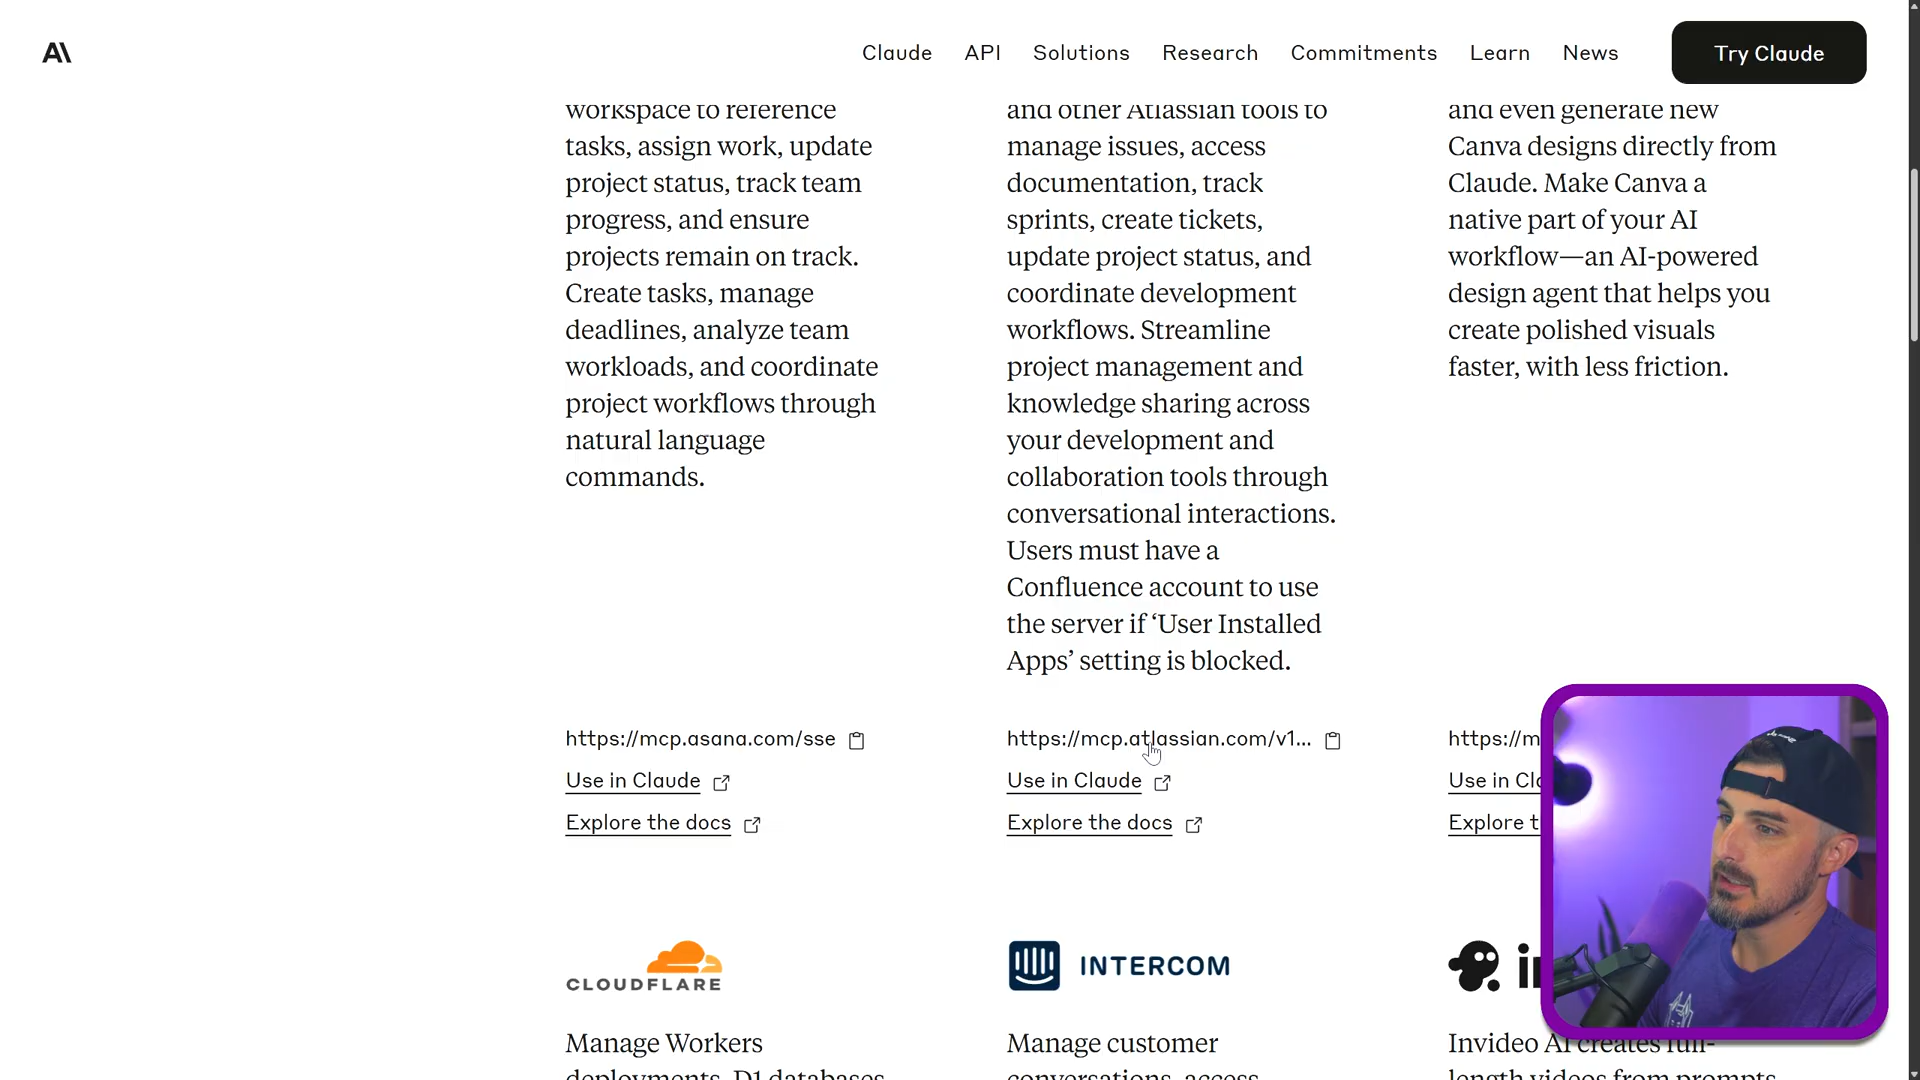 Claude
API
Solutions
Research
Commitments
Learn
News
Try Claude
workspace to reference
tasks, assign work, update
project status, track team
progress, and ensure
projects remain on track.
Create tasks, manage
deadlines, analyze team
workloads, and coordinate
project workflows through
natural language
commands.
https://mcp.asana.com/sse
Use in Claude
Explore the docs
and other Atlassian tools to
manage issues, access
documentation, track
sprints, create tickets,
update project status, and
coordinate development
workflows. Streamline
project management and
knowledge sharing across
your development and
collaboration tools through
conversational interactions.
Users must have a
Confluence account to use
the server if ‘User Installed
Apps’ setting is blocked.
https://mcp.atlassian.com/v1...
Use in Claude
Explore the docs
and even generate new
Canva designs directly from
Claude. Make Canva a
native part of your AI
workflow—an AI-powered
design agent that helps you
create polished visuals
faster, with less friction.
https://m
Use in Cl
Explore t
CLOUDFLARE
Manage Workers
deployments, D1 databases
INTERCOM
Manage customer
conversations, access
in
Invideo AI creates full-
length videos from prompts